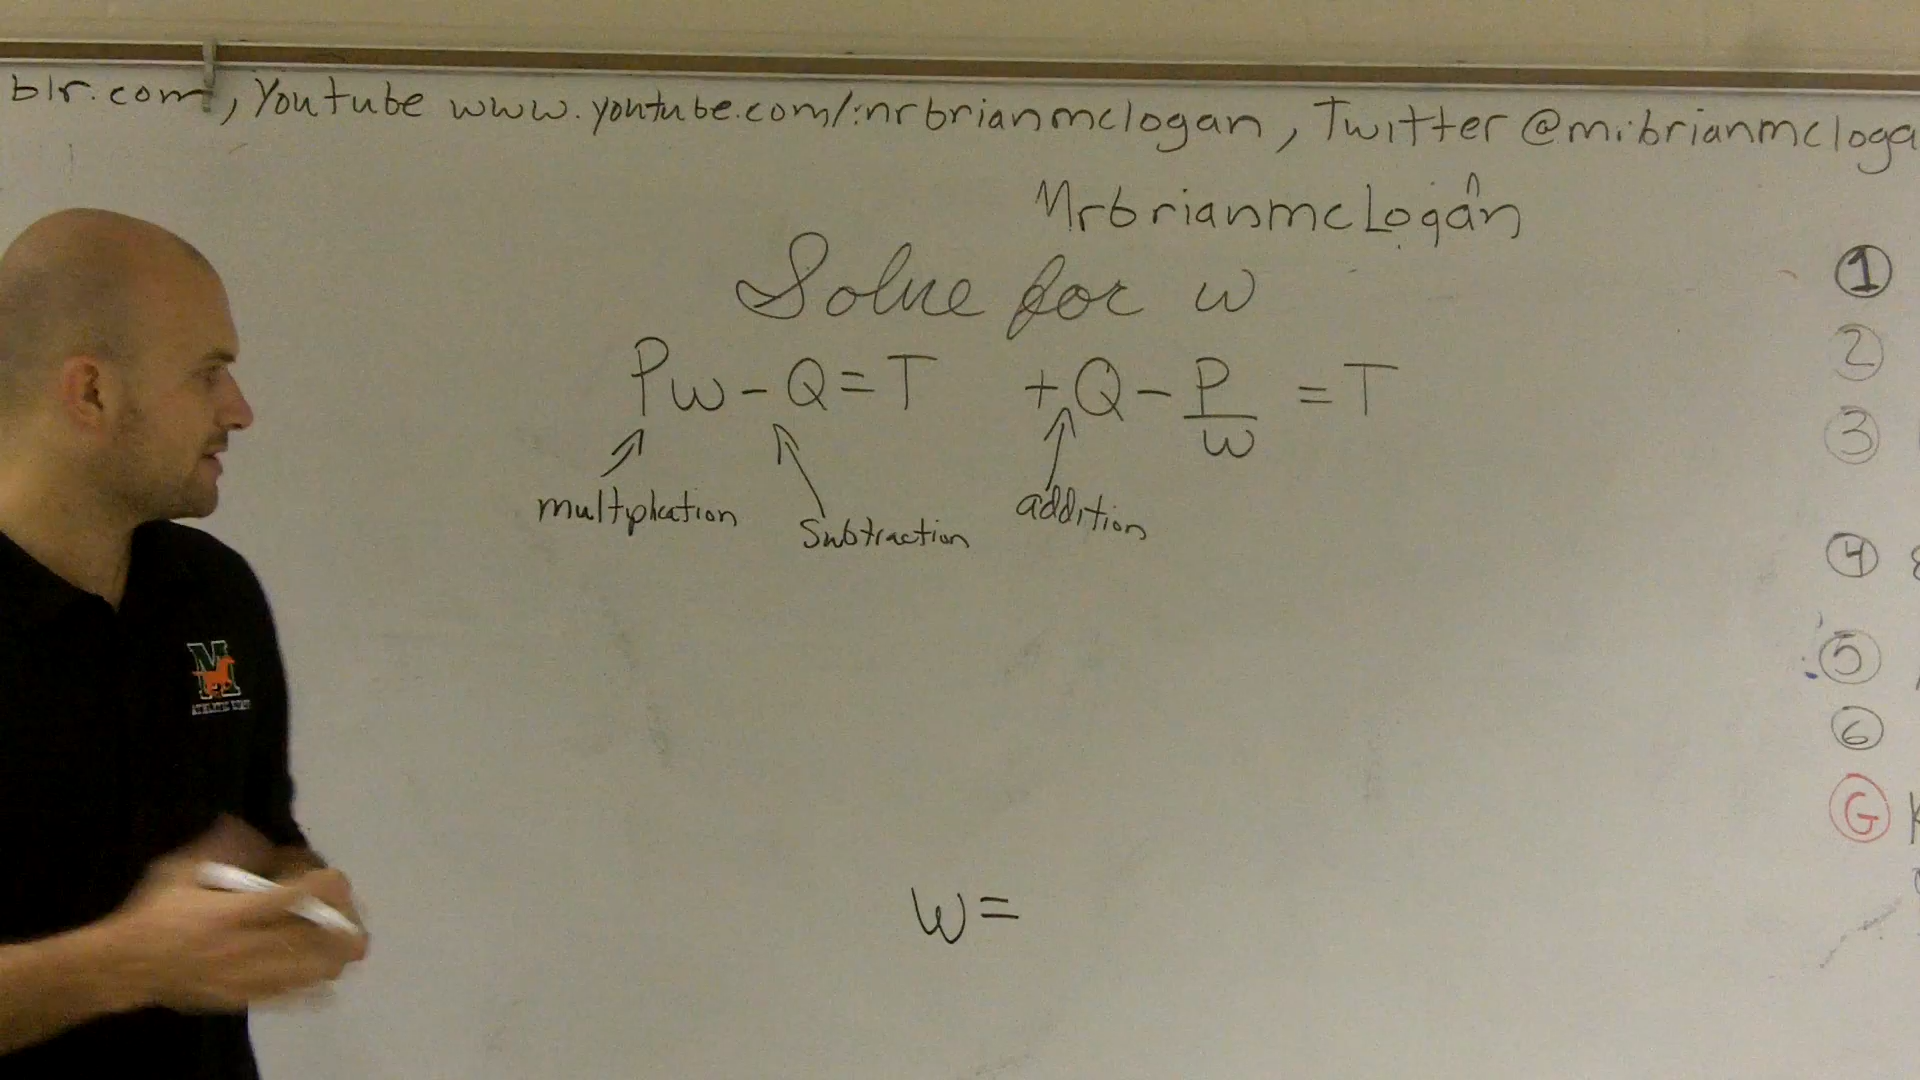 blr.com, Youtube www.youtube.com/mrbrianmclogan, Twitter @mrbrianmcloga
MrbrianmcLogan
Solve for w
Pw - Q = T
+ Q - P/w = T
multplication
Subtraction
addition
w =
1
2
3
4
5
6
G
M